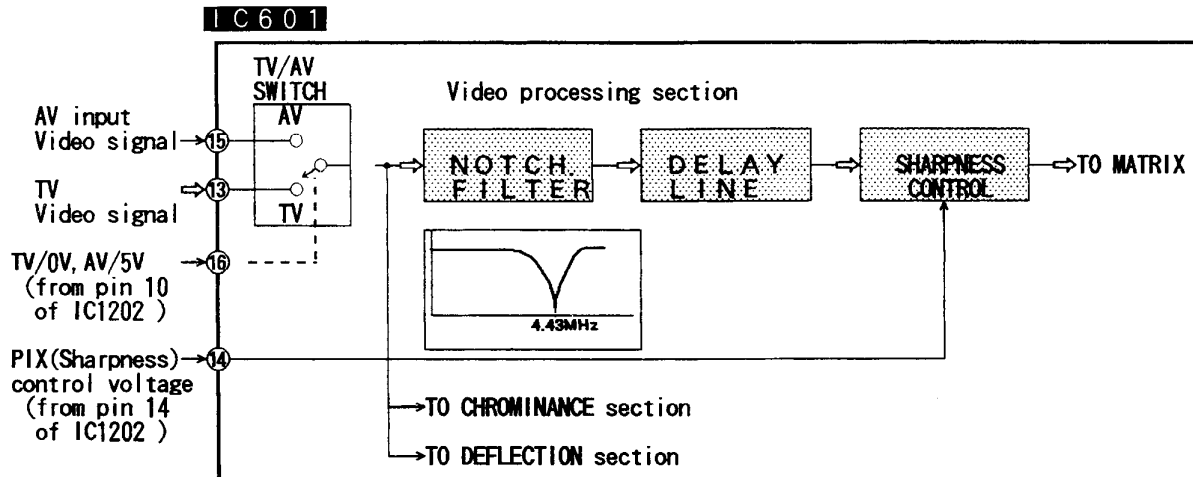 IC601
TV/AV
SWITCH
Video processing section
AV input
Video signal
15
AV
NOTCH
FILTER
DELAY
LINE
SHARPNESS
CONTROL
TO MATRIX
TV
Video signal
13
TV
TV/0V, AV/5V
(from pin 10
of IC1202 )
16
4.43MHz
PIX(Sharpness)
control voltage
(from pin 14
of IC1202 )
14
TO CHROMINANCE section
TO DEFLECTION section